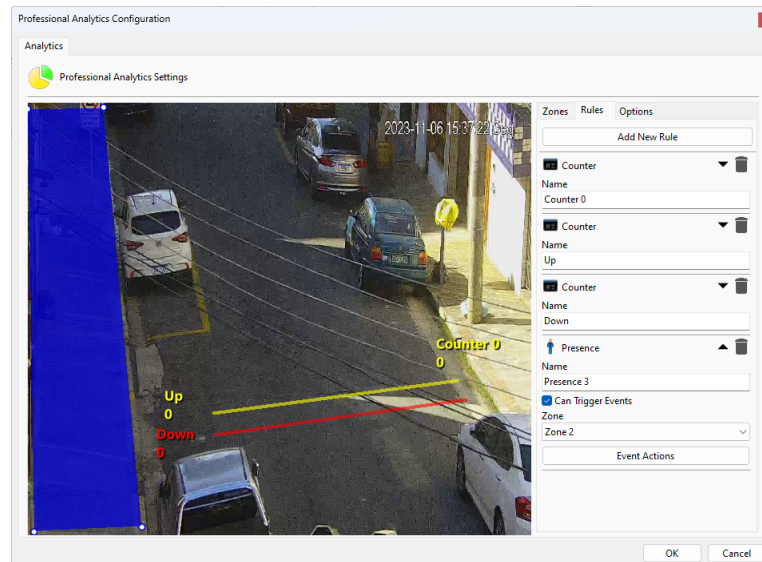 Professional Analytics Configuration
Analytics
Professional Analytics Settings
2023-11-06 15:37:22 Seg
Counter 0
0
Up
0
Down
0
Zones Rules Options
Add New Rule
Counter
Name
Counter 0
Counter
Name
Up
Counter
Name
Down
Presence
Name
Presence 3
Can Trigger Events
Zone
Zone 2
Event Actions
OK Cancel